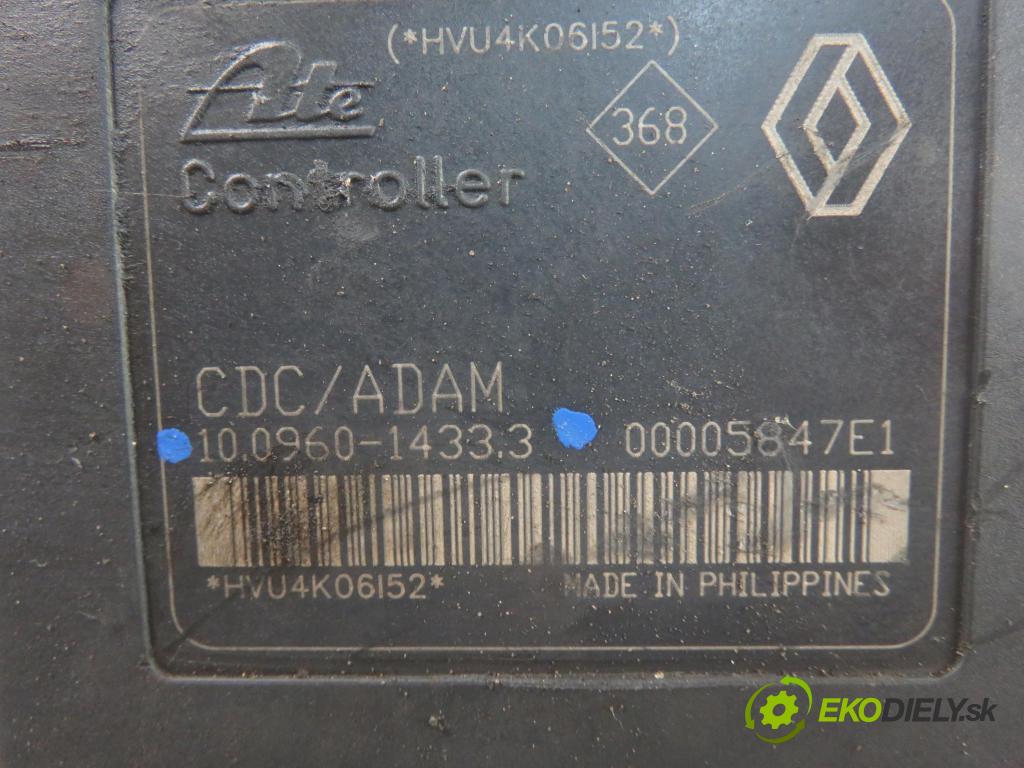 (*HVU4K06I52*)
Ate
368
Controller
CDC/ADAM
10.0960-1433.3 00005847E1
*HVU4K06I52* MADE IN PHILIPPINES
EKODIELY.sk